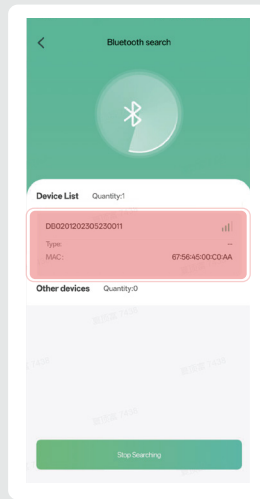 Bluetooth search
Device List Quantity:1
DB0201202305230011
Type: --
MAC: 67:56:45:00:C0:AA
Other devices Quantity:0
Stop Searching